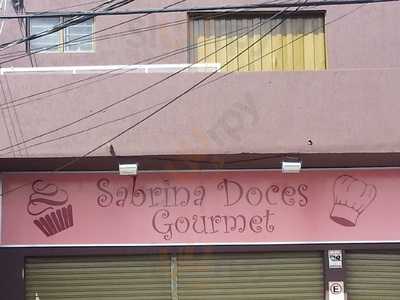 Sabrina Doces
Gourmet
E